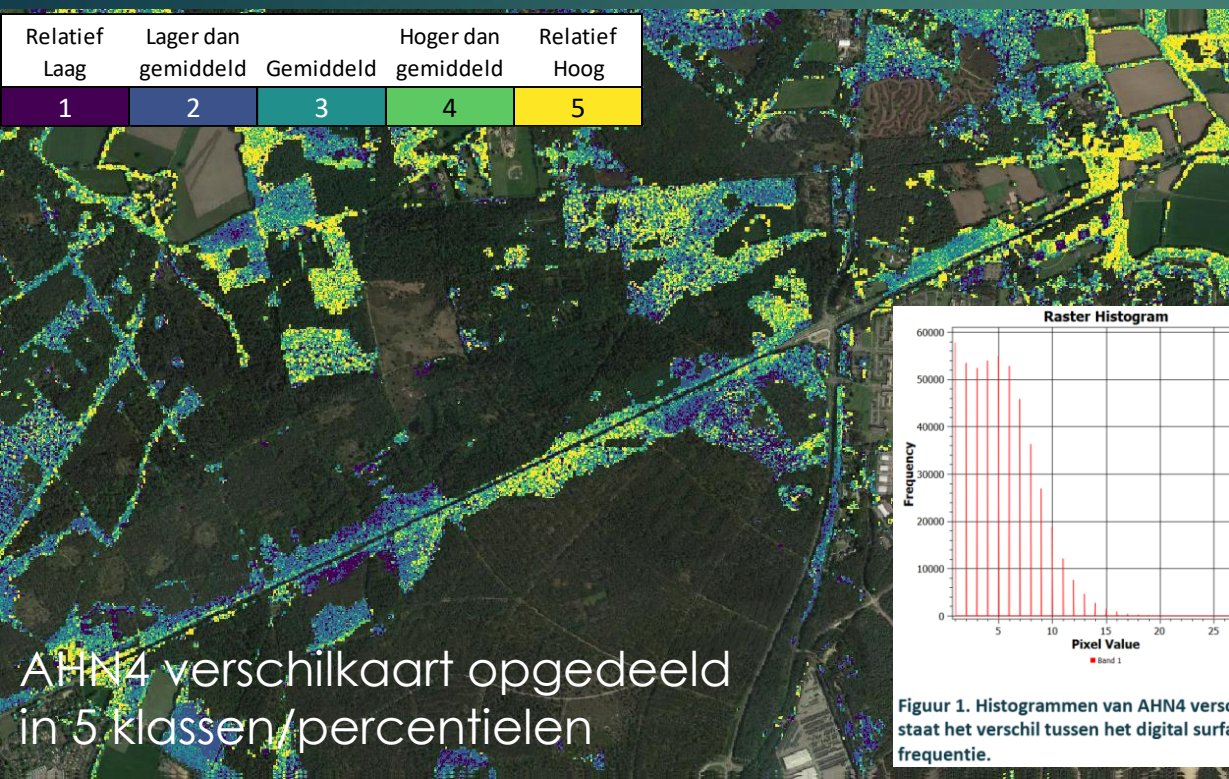 Relatief Laag
Lager dan gemiddeld
Gemiddeld
Hoger dan gemiddeld
Relatief Hoog
1 2 3 4 5
Raster Histogram
60000
50000
40000
30000
20000
10000
0
Frequency
5 10 15 20 25
Pixel Value
Band 1
AHN4 verschilkaart opgedeeld
in 5 klassen/percentielen
Figuur 1. Histogrammen van AHN4 versc
staat het verschil tussen het digital surfa
frequentie.